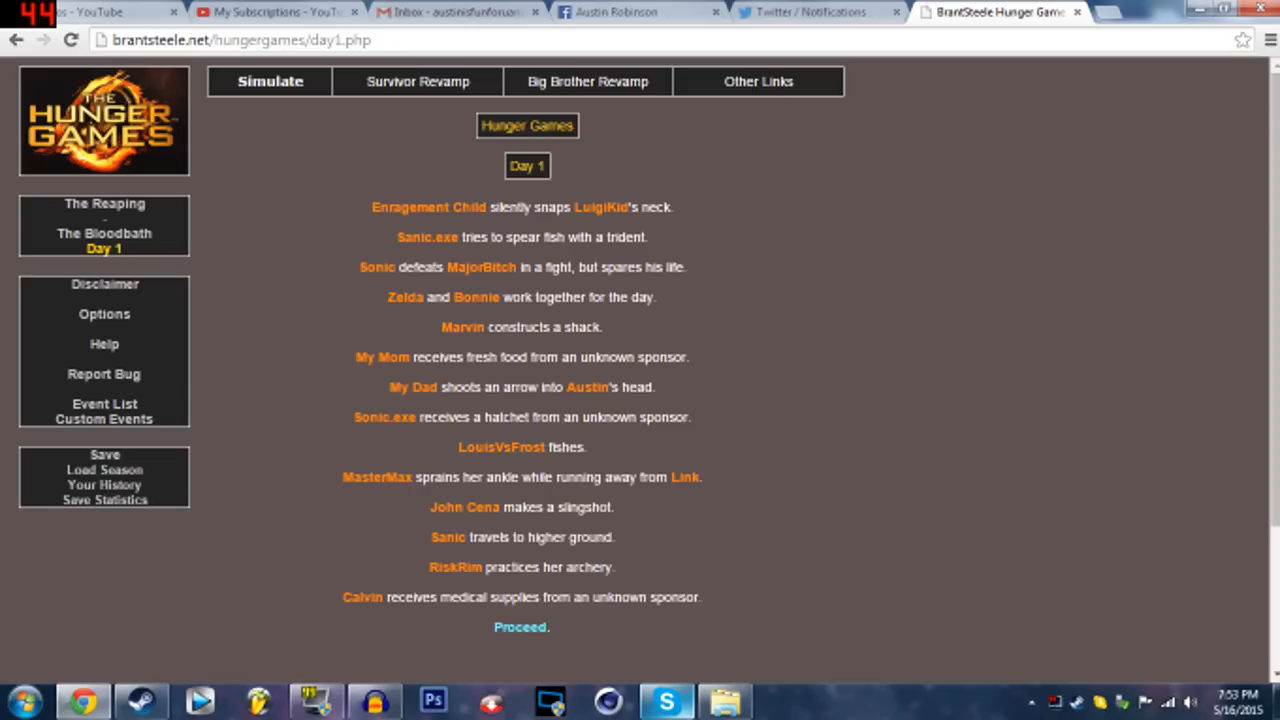 44
s - YouTube
My Subscriptions - YouTu
Inbox - austinisfunforuan
Austin Robinson
Twitter / Notifications
BrantSteele Hunger Game
brantsteele.net/hungergames/day1.php
THE HUNGER GAMES
Simulate
Survivor Revamp
Big Brother Revamp
Other Links
Hunger Games
Day 1
The Reaping
-
The Bloodbath
Day 1
Disclaimer
Options
Help
Report Bug
Event List
Custom Events
Save
Load Season
Your History
Save Statistics
Enragement Child silently snaps LuigiKid's neck.
Sanic.exe tries to spear fish with a trident.
Sonic defeats MajorBitch in a fight, but spares his life.
Zelda and Bonnie work together for the day.
Marvin constructs a shack.
My Mom receives fresh food from an unknown sponsor.
My Dad shoots an arrow into Austin's head.
Sonic.exe receives a hatchet from an unknown sponsor.
LouisVsFrost fishes.
MasterMax sprains her ankle while running away from Link.
John Cena makes a slingshot.
Sanic travels to higher ground.
RiskRim practices her archery.
Calvin receives medical supplies from an unknown sponsor.
Proceed.
Ps
7:53 PM
5/16/2015